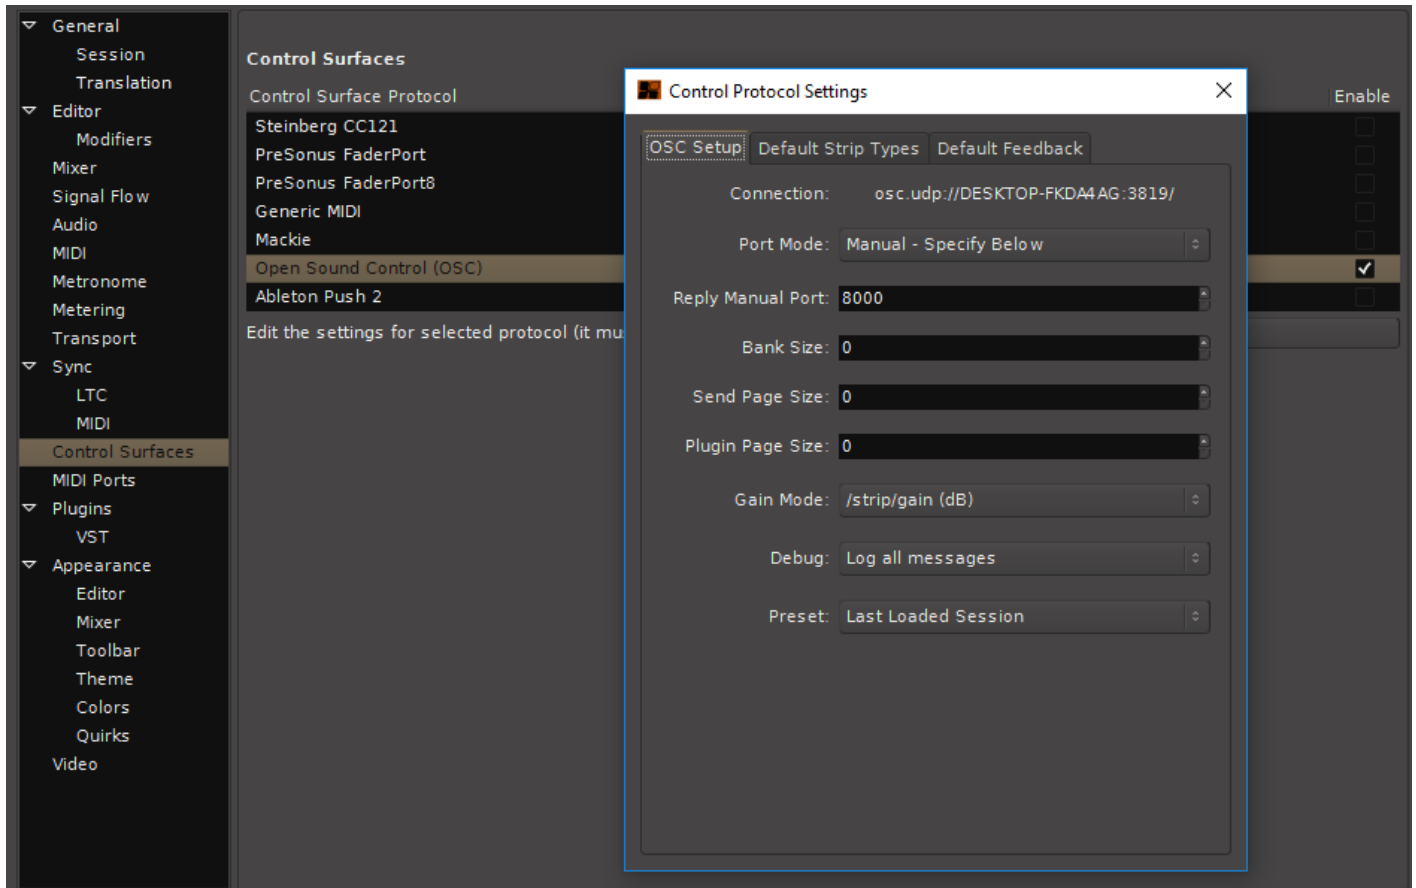 General
Session
Translation
Editor
Modifiers
Mixer
Signal Flow
Audio
MIDI
Metronome
Metering
Transport
Sync
LTC
MIDI
Control Surfaces
MIDI Ports
Plugins
VST
Appearance
Editor
Mixer
Toolbar
Theme
Colors
Quirks
Video
Control Surfaces
Control Surface Protocol
Enable
Steinberg CC121
PreSonus FaderPort
PreSonus FaderPort8
Generic MIDI
Mackie
Open Sound Control (OSC)
Ableton Push 2
Edit the settings for selected protocol (it mu
Control Protocol Settings
OSC Setup Default Strip Types Default Feedback
Connection: osc.udp://DESKTOP-FKDA4AG:3819/
Port Mode: Manual - Specify Below
Reply Manual Port: 8000
Bank Size: 0
Send Page Size: 0
Plugin Page Size: 0
Gain Mode: /strip/gain (dB)
Debug: Log all messages
Preset: Last Loaded Session